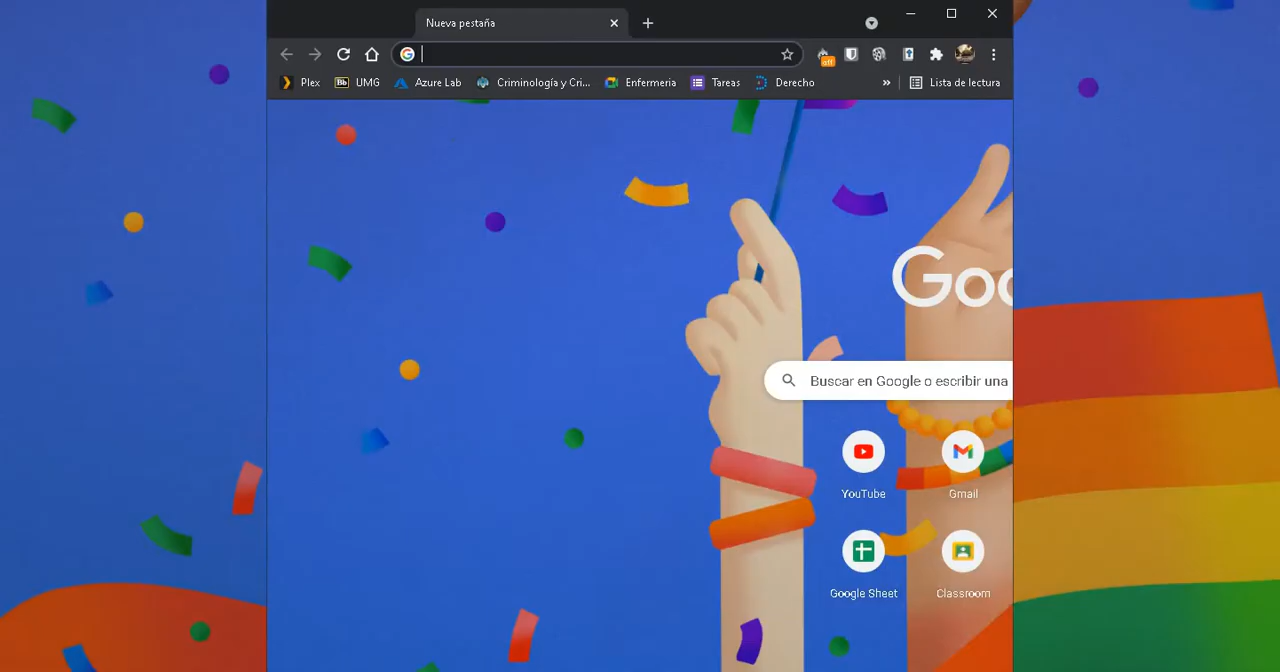 Nueva pestaña
off
Plex
Bb UMG
Azure Lab
Criminología y Cri...
Enfermeria
Tareas
Derecho
»
Lista de lectura
Goo
Buscar en Google o escribir una
YouTube
Gmail
Google Sheet
Classroom